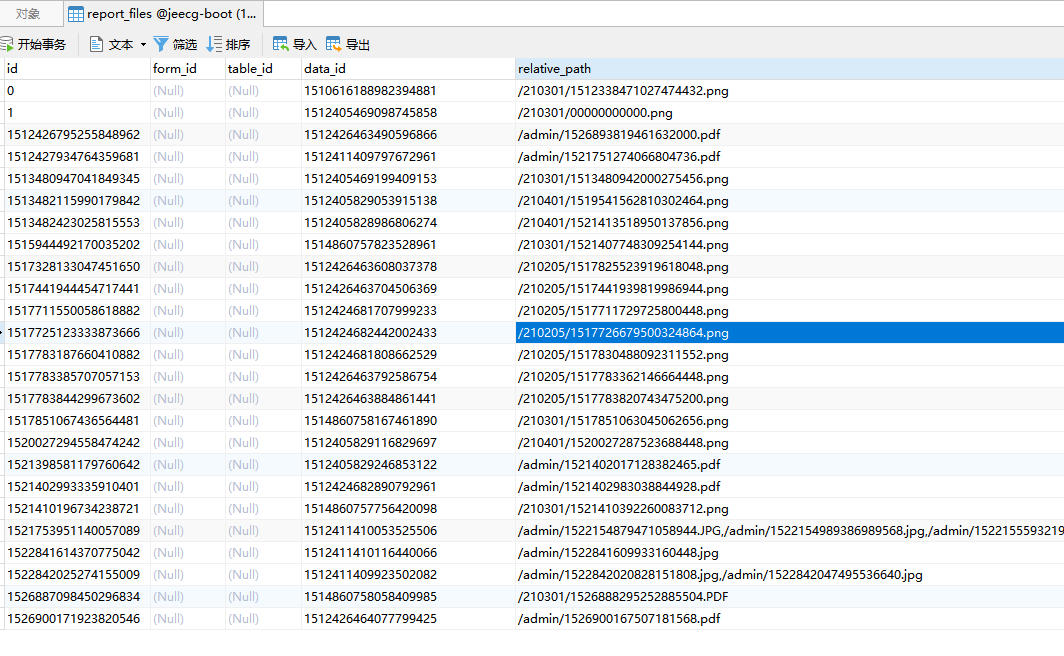 对象 report_files @jeecg-boot (1...
开始事务 文本 筛选 排序 导入 导出
id form_id table_id data_id relative_path
0 (Null) (Null) 1510616188982394881 /210301/1512338471027474432.png
1 (Null) (Null) 1512405469098745858 /210301/00000000000.png
1512426795255848962 (Null) (Null) 1512426463490596866 /admin/1526893819461632000.pdf
1512427934764359681 (Null) (Null) 1512411409797672961 /admin/1521751274066804736.pdf
1513480947041849345 (Null) (Null) 1512405469199409153 /210301/1513480942000275456.png
1513482115990179842 (Null) (Null) 1512405829053915138 /210401/1519541562810302464.png
1513482423025815553 (Null) (Null) 1512405828986806274 /210401/1521413518950137856.png
1515944492170035202 (Null) (Null) 1514860757823528961 /210301/1521407748309254144.png
1517328133047451650 (Null) (Null) 1512426463608037378 /210205/1517825523919618048.png
1517441944454717441 (Null) (Null) 1512426463704506369 /210205/1517441939819986944.png
1517711550058618882 (Null) (Null) 1512424681707999233 /210205/1517711729725800448.png
1517725123333873666 (Null) (Null) 1512424682442002433 /210205/1517726679500324864.png
1517783187660410882 (Null) (Null) 1512424681808662529 /210205/1517830488092311552.png
1517783385707057153 (Null) (Null) 1512426463792586754 /210205/1517783362146664448.png
1517783844299673602 (Null) (Null) 1512426463884861441 /210205/1517783820743475200.png
1517851067436564481 (Null) (Null) 1514860758167461890 /210301/1517851063045062656.png
1520027294558474242 (Null) (Null) 1512405829116829697 /210401/1520027287523688448.png
1521398581179760642 (Null) (Null) 1512405829246853122 /admin/1521402017128382465.pdf
1521402993335910401 (Null) (Null) 1512424682890792961 /admin/1521402983038844928.pdf
1521410196734238721 (Null) (Null) 1514860757756420098 /210301/1521410392260083712.png
1521753951140057089 (Null) (Null) 1512411410053525506 /admin/1522154879471058944.JPG,/admin/1522154989386989568.jpg,/admin/1522155593219
1522841614370775042 (Null) (Null) 1512411410116440066 /admin/1522841609933160448.jpg
1522842025274155009 (Null) (Null) 1512411409923502082 /admin/1522842020828151808.jpg,/admin/1522842047495536640.jpg
1526887098450296834 (Null) (Null) 1514860758058409985 /210301/1526888295252885504.PDF
1526900171923820546 (Null) (Null) 1512426464077799425 /admin/1526900167507181568.pdf